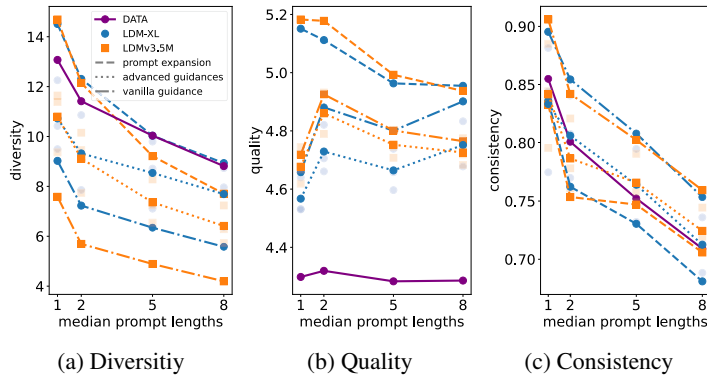 14
12
10
8
6
4
diversity
1
2
5
8
median prompt lengths
DATA
LDM-XL
LDMv3.5M
prompt expansion
advanced guidances
vanilla guidance
(a) Diversitiy
5.2
5.0
4.8
4.6
4.4
quality
1
2
5
8
median prompt lengths
(b) Quality
0.90
0.85
0.80
0.75
0.70
consistency
1
2
5
8
median prompt lengths
(c) Consistency